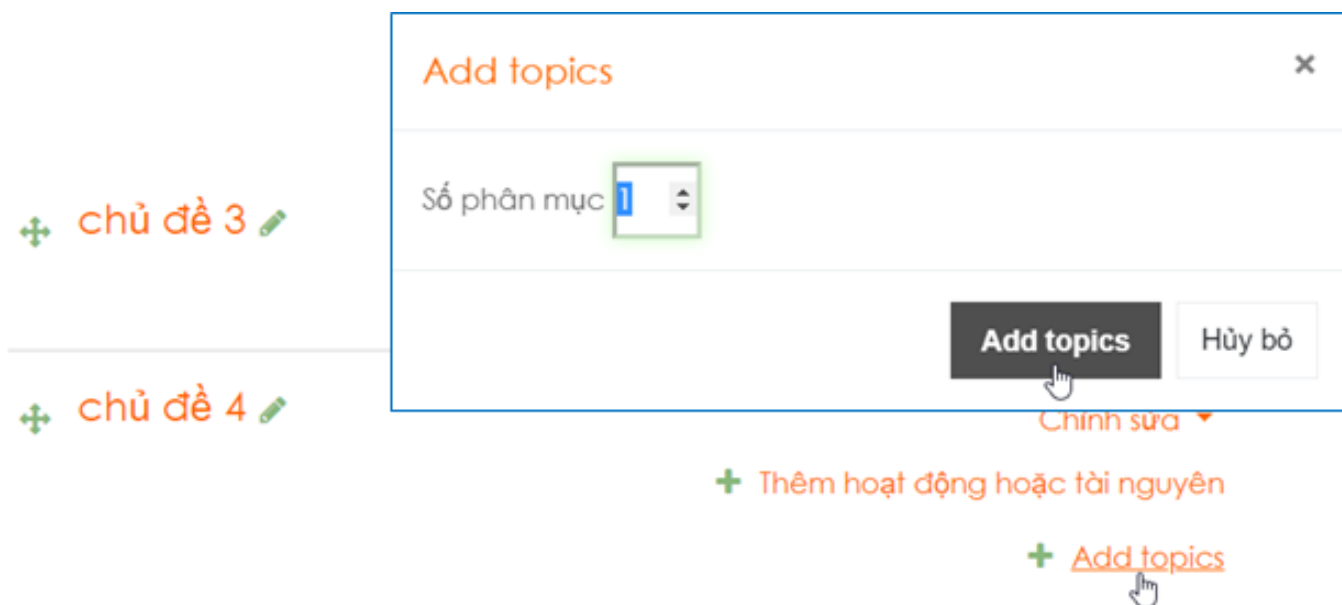 Add topics
×
Số phân mục 1
chủ đề 3
Add topics Hủy bỏ
chủ đề 4
Chỉnh sửa
Thêm hoạt động hoặc tài nguyên
Add topics